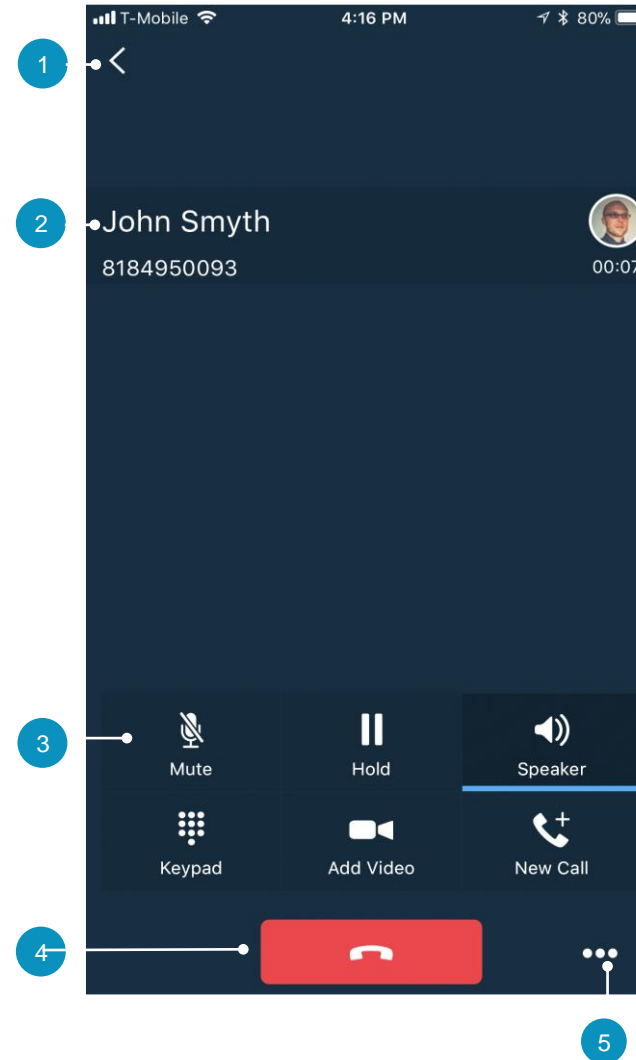 T-Mobile 4:16 PM 80%
1
2
John Smyth
8184950093 00:07
3
Mute Hold Speaker
Keypad Add Video New Call
4
5